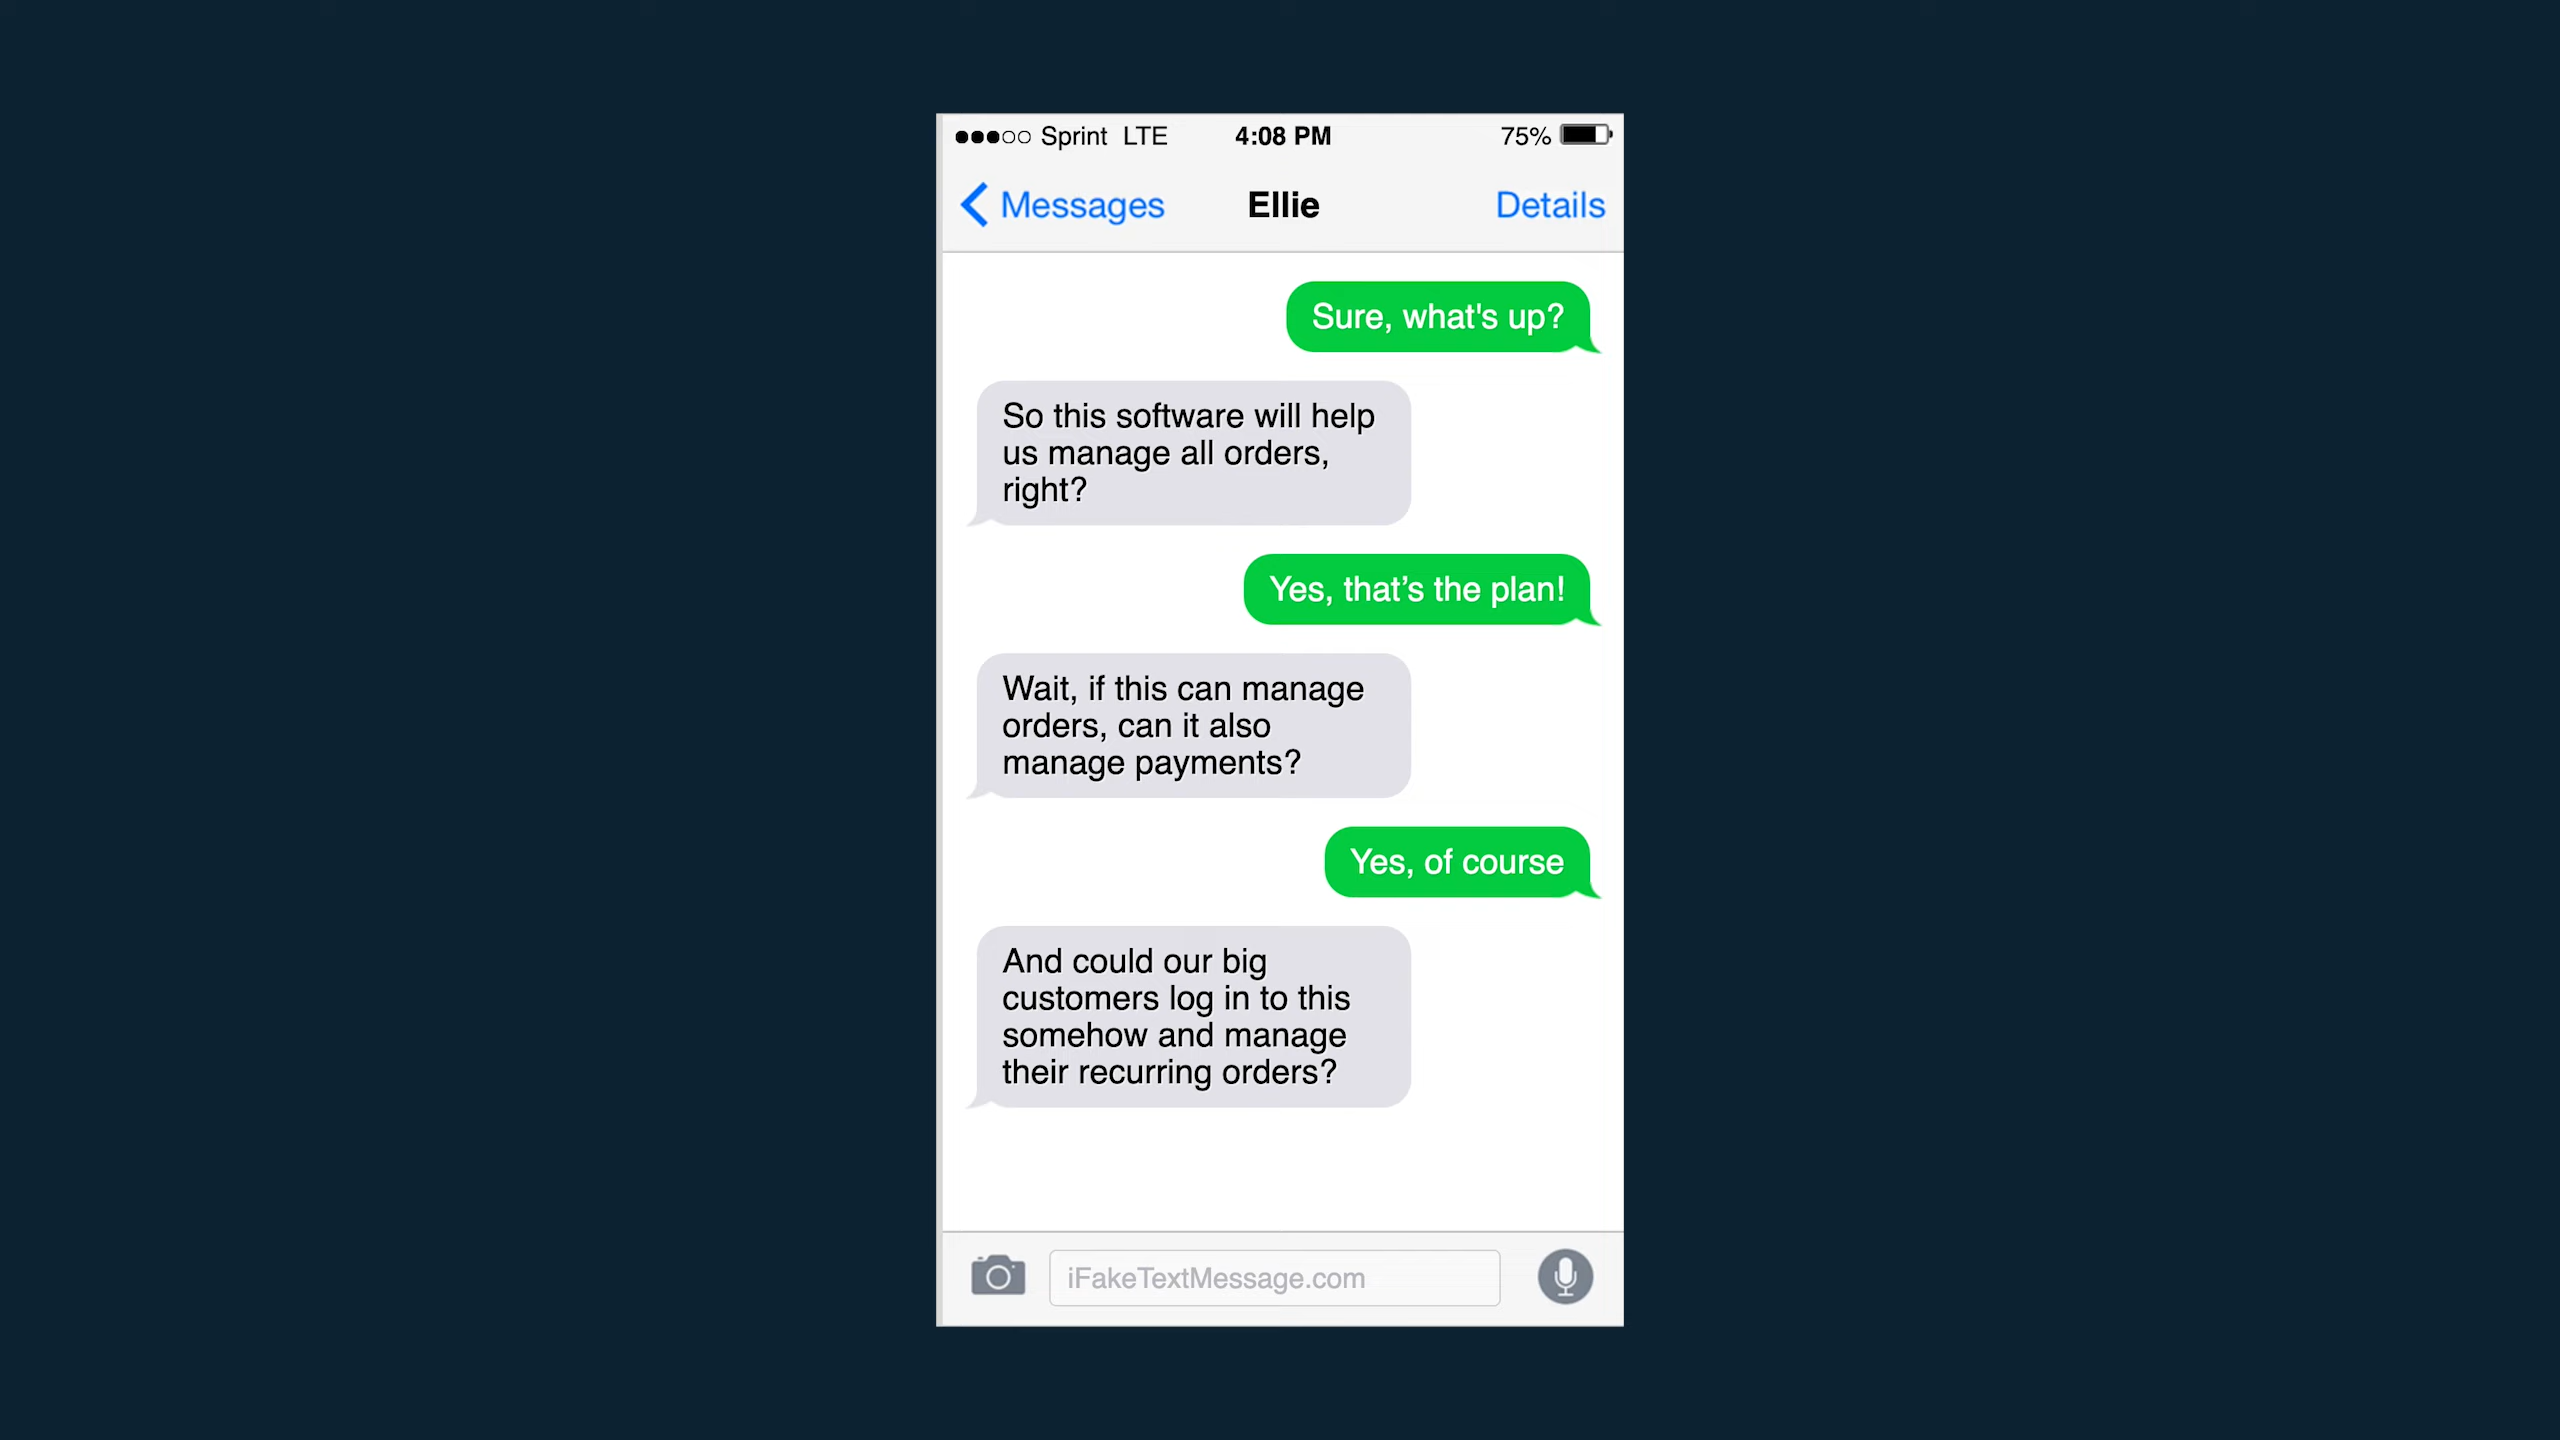 Sprint LTE 4:08 PM 75%
Messages Ellie Details
Sure, what's up?
So this software will help
us manage all orders,
right?
Yes, that’s the plan!
Wait, if this can manage
orders, can it also
manage payments?
Yes, of course
And could our big
customers log in to this
somehow and manage
their recurring orders?
iFakeTextMessage.com